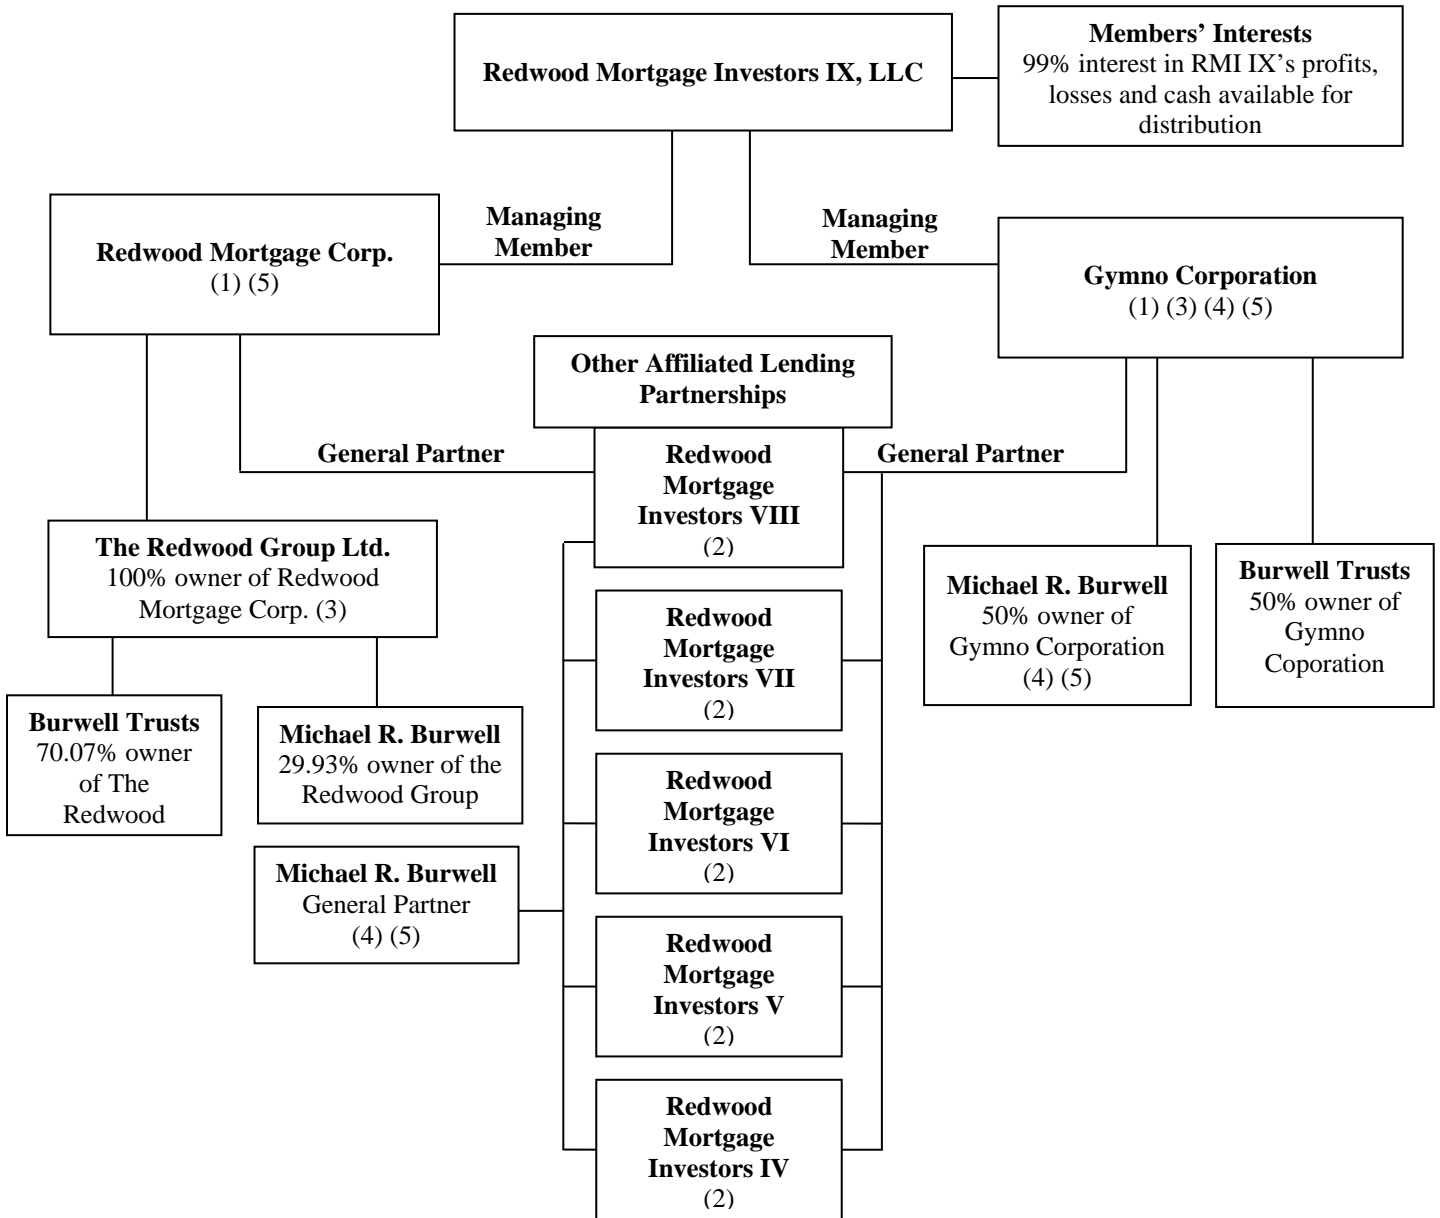 Redwood Mortgage Investors IX, LLC
Members’ Interests
99% interest in RMI IX’s profits,
losses and cash available for
distribution
Managing
Member
Managing
Member
Redwood Mortgage Corp.
(1) (5)
Gymno Corporation
(1) (3) (4) (5)
Other Affiliated Lending
Partnerships
General Partner
General Partner
Redwood
Mortgage
Investors VIII
(2)
The Redwood Group Ltd.
100% owner of Redwood
Mortgage Corp. (3)
Michael R. Burwell
50% owner of
Gymno Corporation
(4) (5)
Burwell Trusts
50% owner of
Gymno
Coporation
Redwood
Mortgage
Investors VII
(2)
Burwell Trusts
70.07% owner
of The
Redwood
Michael R. Burwell
29.93% owner of the
Redwood Group
Redwood
Mortgage
Investors VI
(2)
Michael R. Burwell
General Partner
(4) (5)
Redwood
Mortgage
Investors V
(2)
Redwood
Mortgage
Investors IV
(2)